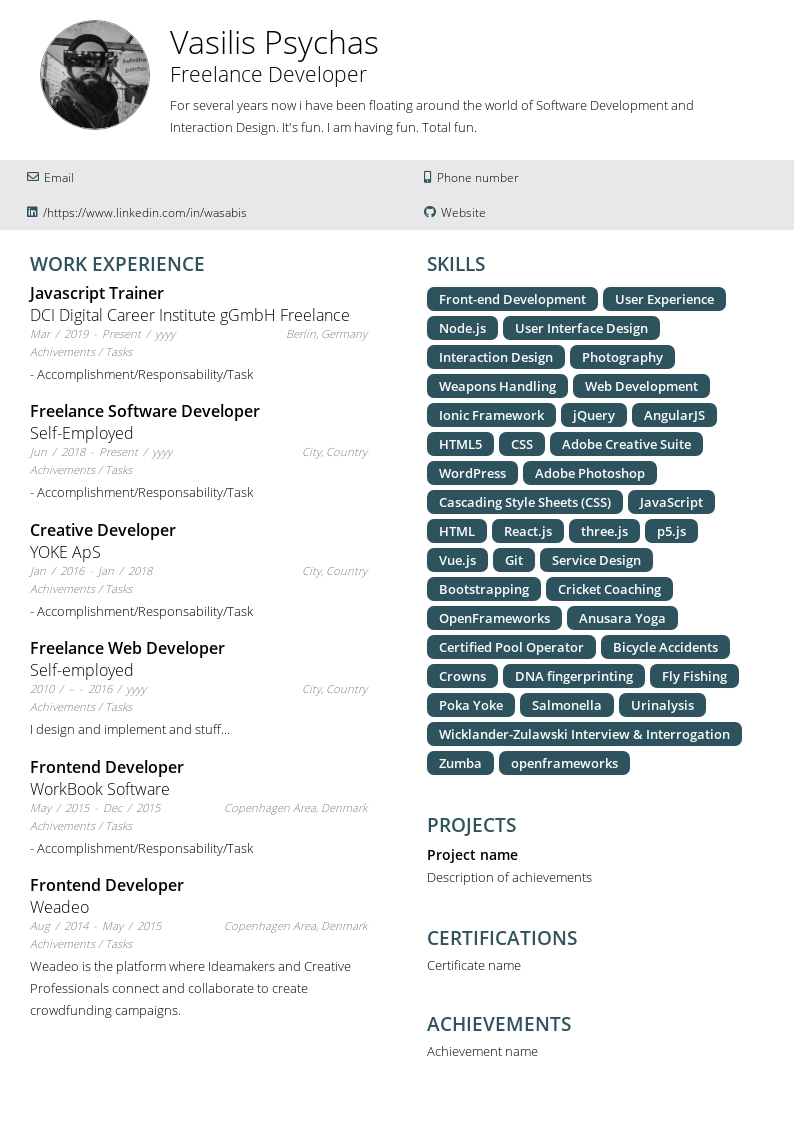 Vasilis Psychas
Freelance Developer
For several years now i have been floating around the world of Software Development and
Interaction Design. It's fun. I am having fun. Total fun.
Email
Phone number
/https://www.linkedin.com/in/wasabis
Website
WORK EXPERIENCE
Javascript Trainer
DCI Digital Career Institute gGmbH Freelance
Mar / 2019 - Present / yyyy Berlin, Germany
Achivements / Tasks
- Accomplishment/Responsability/Task
Freelance Software Developer
Self-Employed
Jun / 2018 - Present / yyyy City, Country
Achivements / Tasks
- Accomplishment/Responsability/Task
Creative Developer
YOKE ApS
Jan / 2016 - Jan / 2018 City, Country
Achivements / Tasks
- Accomplishment/Responsability/Task
Freelance Web Developer
Self-employed
2010 / – - 2016 / yyyy City, Country
Achivements / Tasks
I design and implement and stuff...
Frontend Developer
WorkBook Software
May / 2015 - Dec / 2015 Copenhagen Area, Denmark
Achivements / Tasks
- Accomplishment/Responsability/Task
Frontend Developer
Weadeo
Aug / 2014 - May / 2015 Copenhagen Area, Denmark
Achivements / Tasks
Weadeo is the platform where Ideamakers and Creative
Professionals connect and collaborate to create
crowdfunding campaigns.
SKILLS
Front-end Development User Experience
Node.js User Interface Design
Interaction Design Photography
Weapons Handling Web Development
Ionic Framework jQuery AngularJS
HTML5 CSS Adobe Creative Suite
WordPress Adobe Photoshop
Cascading Style Sheets (CSS) JavaScript
HTML React.js three.js p5.js
Vue.js Git Service Design
Bootstrapping Cricket Coaching
OpenFrameworks Anusara Yoga
Certified Pool Operator Bicycle Accidents
Crowns DNA fingerprinting Fly Fishing
Poka Yoke Salmonella Urinalysis
Wicklander-Zulawski Interview & Interrogation
Zumba openframeworks
PROJECTS
Project name
Description of achievements
CERTIFICATIONS
Certificate name
ACHIEVEMENTS
Achievement name